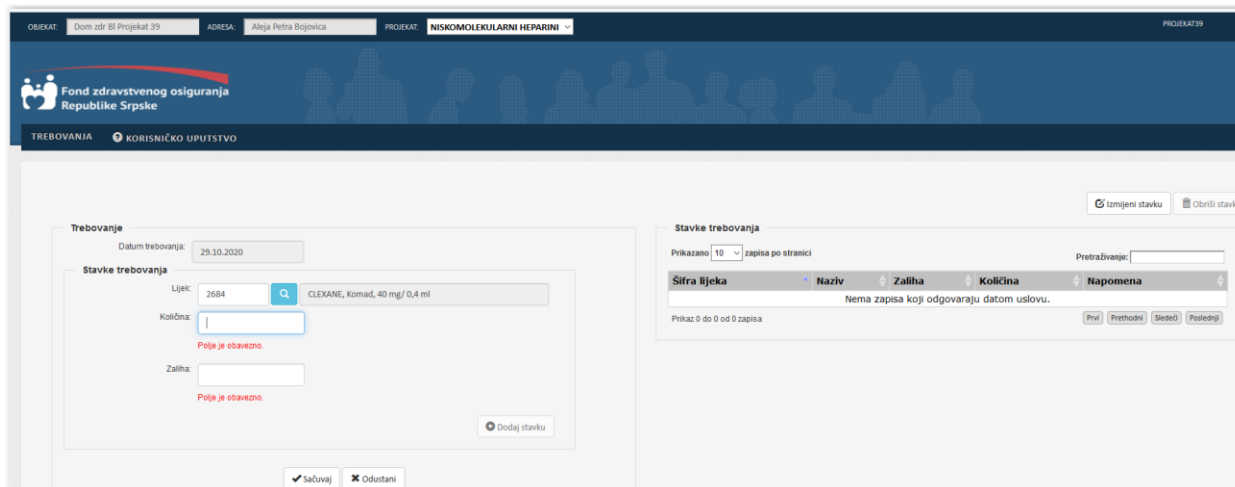 OBJEKAT: Dom zdr Bl Projekat 39 ADRESA: Aleja Petra Bojovica PROJEKAT: NISKOMOLEKULARNI HEPARINI PROJEKAT39
Fond zdravstvenog osiguranja
Republike Srpske
TREBOVANJA KORISNIČKO UPUTSTVO
Izmijeni stavku Obriši stavk
Trebovanje
Datum trebovanja: 29.10.2020
Stavke trebovanja
Lijek: 2684 CLEXANE, Komad, 40 mg/ 0,4 ml
Količina:
Polje je obavezno.
Zaliha:
Polje je obavezno.
Dodaj stavku
Sačuvaj Odustani
Stavke trebovanja
Prikazano 10 zapisa po stranici Pretraživanje:
Šifra lijeka Naziv Zaliha Količina Napomena
Nema zapisa koji odgovaraju datom uslovu.
Prikaz 0 do 0 od 0 zapisa Prvi Prethodni Sledeći Poslednji